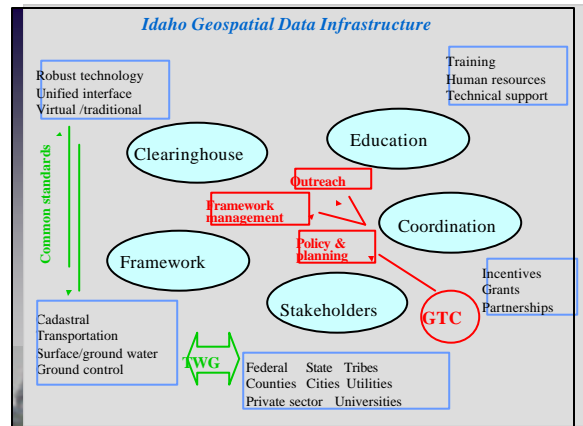 Idaho Geospatial Data Infrastructure
Robust technology
Unified interface
Virtual /traditional
Training
Human resources
Technical support
Education
Clearinghouse
Outreach
Framework
management
Coordination
Common standards
Policy &
planning
Framework
Incentives
Grants
Partnerships
Stakeholders
GTC
Cadastral
Transportation
Surface/ground water
Ground control
TWG
Federal State Tribes
Counties Cities Utilities
Private sector Universities